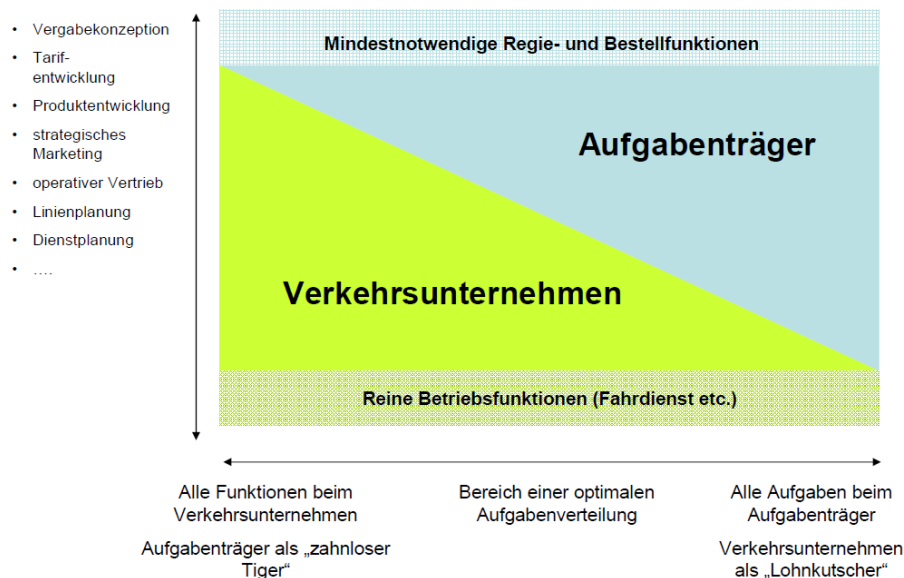 • Vergabekonzeption
• Tarif-
entwicklung
• Produktentwicklung
• strategisches
Marketing
• operativer Vertrieb
• Linienplanung
• Dienstplanung
• ....
Mindestnotwendige Regie- und Bestellfunktionen
Aufgabenträger
Verkehrsunternehmen
Reine Betriebsfunktionen (Fahrdienst etc.)
Alle Funktionen beim
Verkehrsunternehmen
Aufgabenträger als „zahnloser
Tiger“
Bereich einer optimalen
Aufgabenverteilung
Alle Aufgaben beim
Aufgabenträger
Verkehrsunternehmen
als „Lohnkutscher“